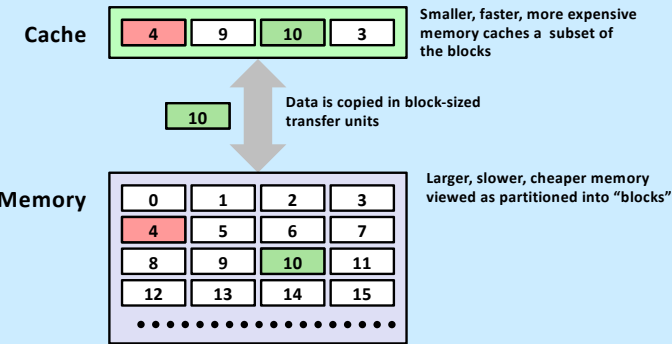 Cache
4 9 10 3
Smaller, faster, more expensive
memory caches a subset of
the blocks
10
Data is copied in block-sized
transfer units
Memory
0 1 2 3
4 5 6 7
8 9 10 11
12 13 14 15
Larger, slower, cheaper memory
viewed as partitioned into “blocks”